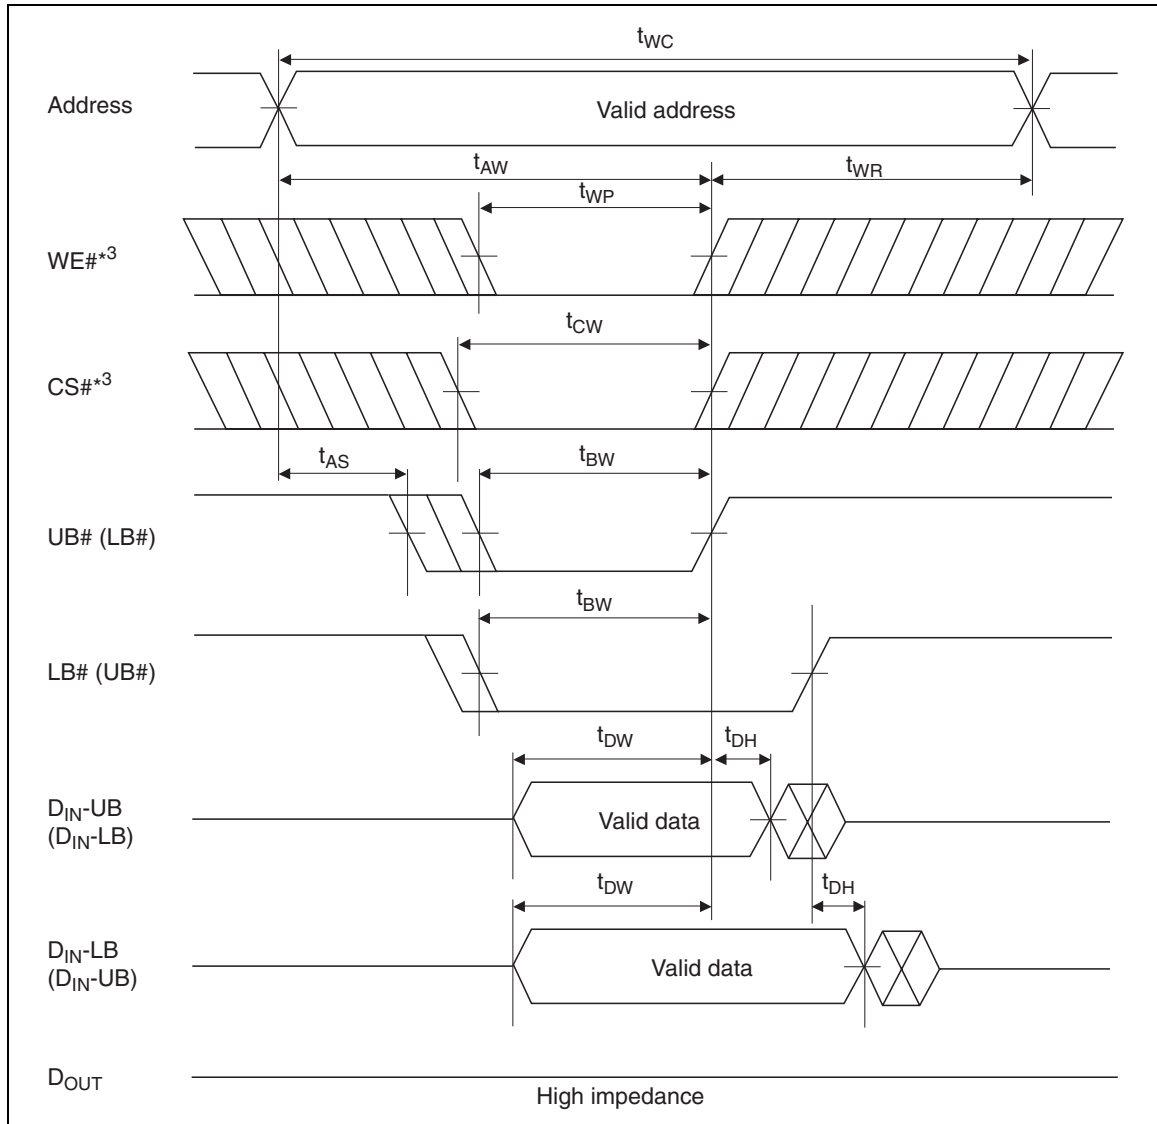 tWC
Address
Valid address
tAW
tWR
tWP
WE#*3
tCW
CS#*3
tAS
tBW
UB# (LB#)
tBW
LB# (UB#)
tDW
tDH
DIN-UB
(DIN-LB)
Valid data
tDW
tDH
DIN-LB
(DIN-UB)
Valid data
DOUT
High impedance